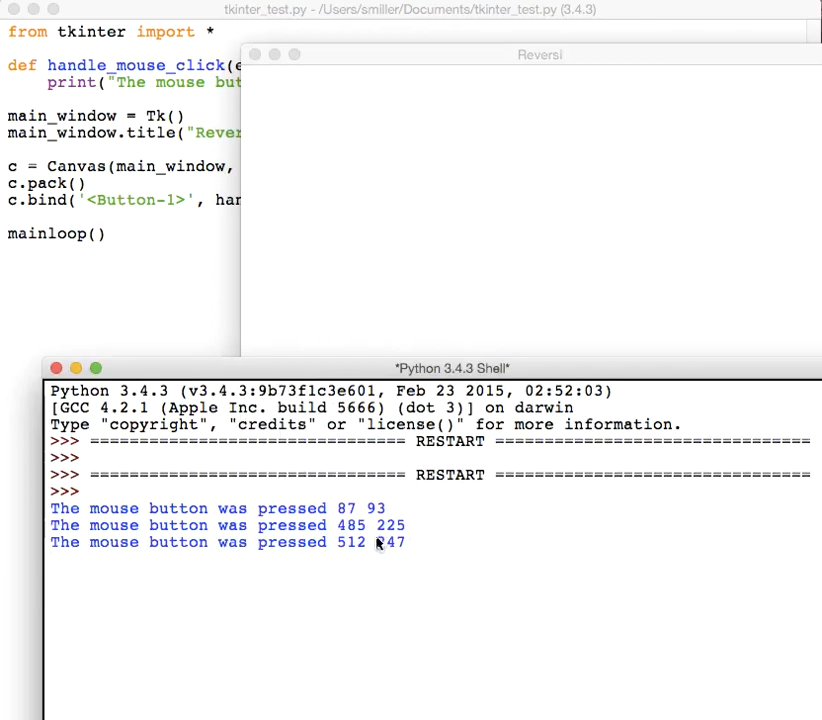 tkinter_test.py - /Users/smiller/Documents/tkinter_test.py (3.4.3)
from tkinter import *
Reversi
def handle_mouse_click(e
print("The mouse but
main_window = Tk()
main_window.title("Rever
c = Canvas(main_window,
c.pack()
c.bind('<Button-1>', har
mainloop()
*Python 3.4.3 Shell*
Python 3.4.3 (v3.4.3:9b73f1c3e601, Feb 23 2015, 02:52:03)
[GCC 4.2.1 (Apple Inc. build 5666) (dot 3)] on darwin
Type "copyright", "credits" or "license()" for more information.
>>> ================================ RESTART ================================
>>>
>>> ================================ RESTART ================================
>>>
The mouse button was pressed 87 93
The mouse button was pressed 485 225
The mouse button was pressed 512